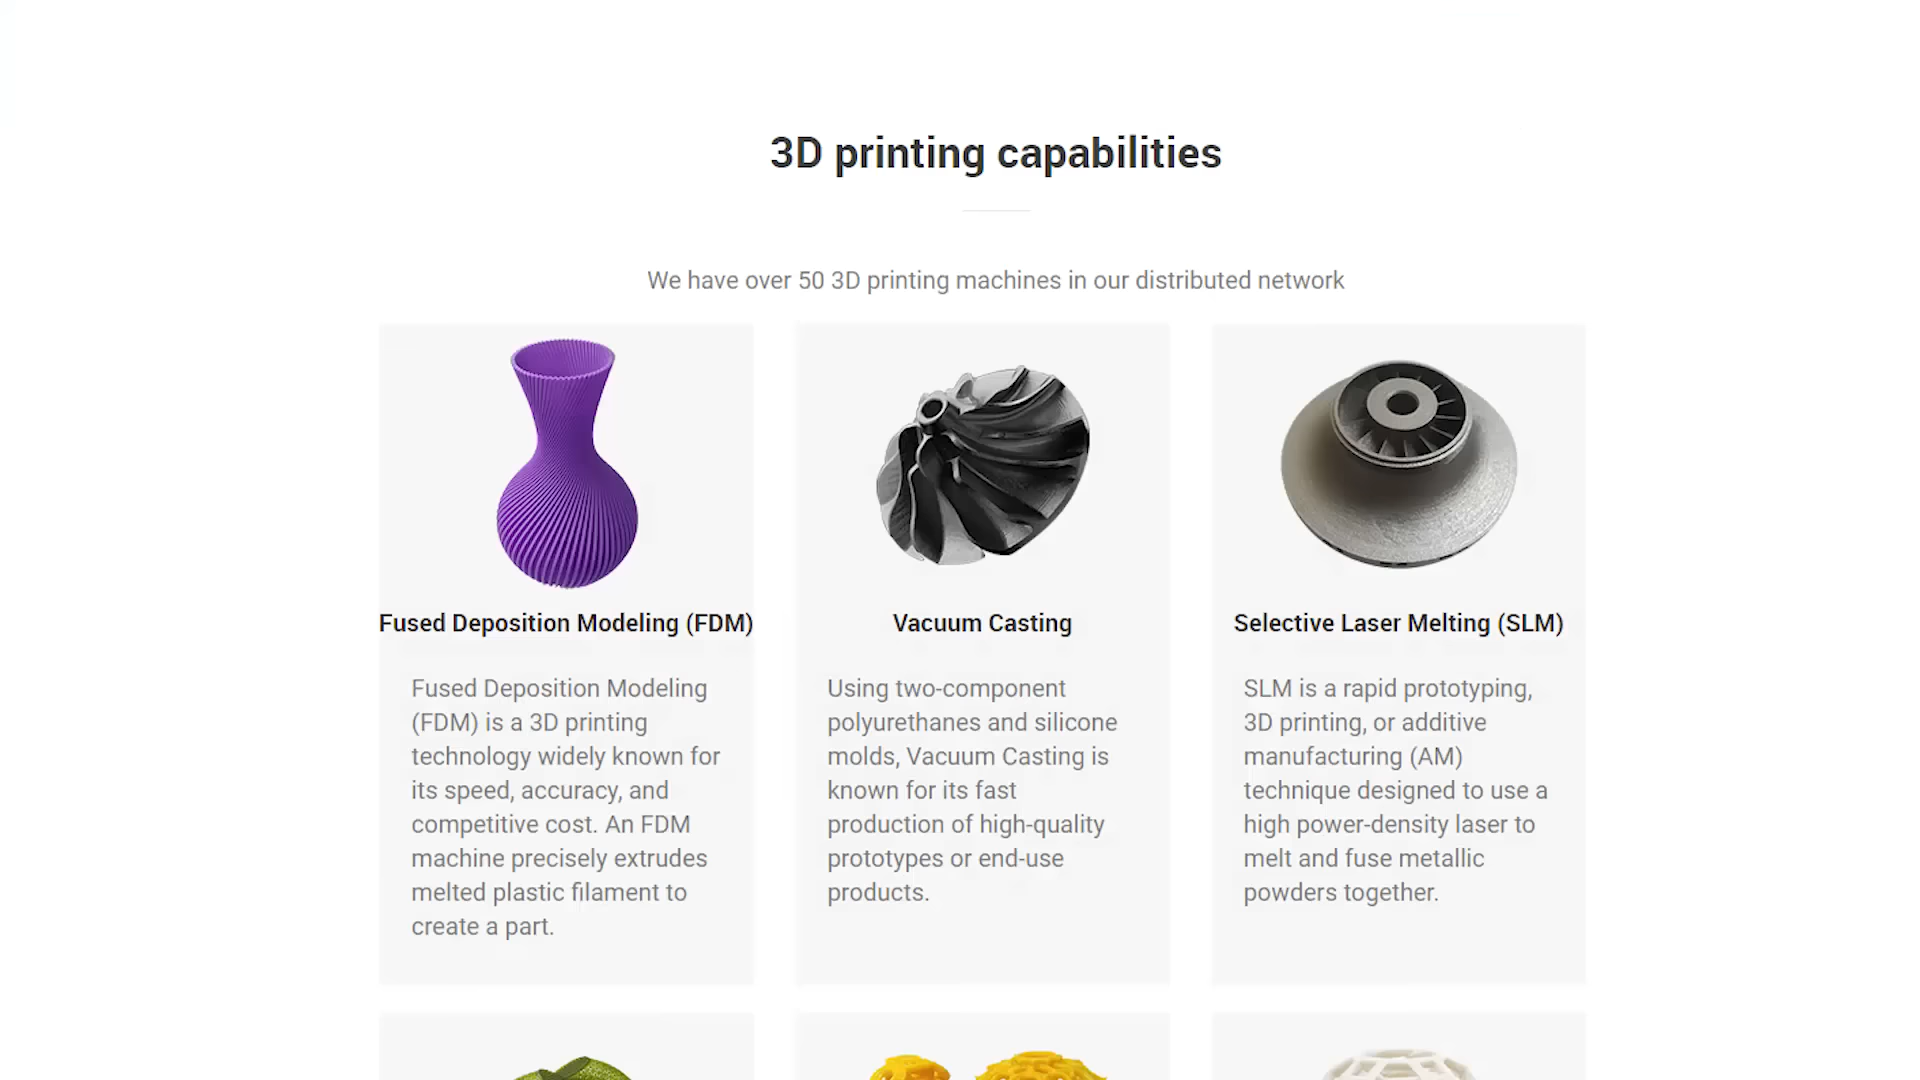 3D printing capabilities
We have over 50 3D printing machines in our distributed network
Fused Deposition Modeling (FDM)
Fused Deposition Modeling
(FDM) is a 3D printing
technology widely known for
its speed, accuracy, and
competitive cost. An FDM
machine precisely extrudes
melted plastic filament to
create a part.
Vacuum Casting
Using two-component
polyurethanes and silicone
molds, Vacuum Casting is
known for its fast
production of high-quality
prototypes or end-use
products.
Selective Laser Melting (SLM)
SLM is a rapid prototyping,
3D printing, or additive
manufacturing (AM)
technique designed to use a
high power-density laser to
melt and fuse metallic
powders together.